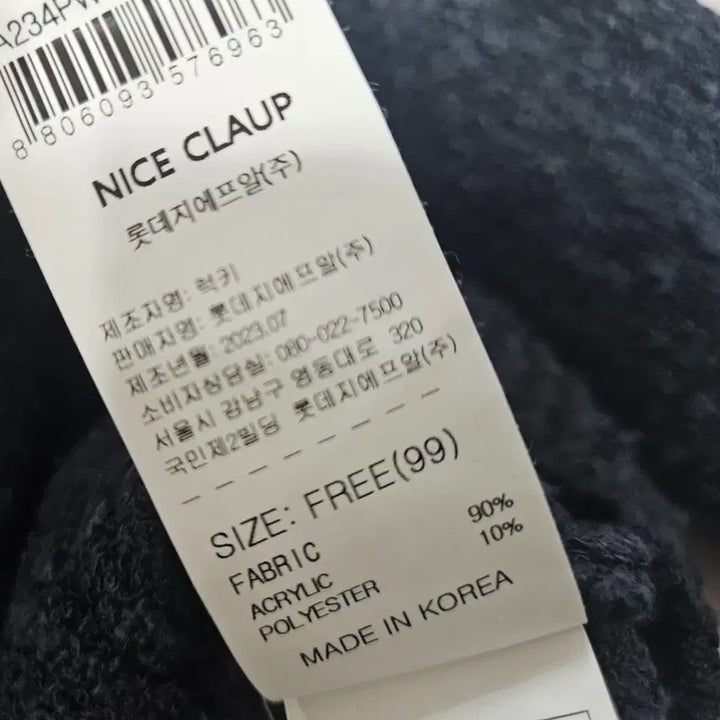 8 806093 576963
NICE CLAUP
롯데지에프알(주)
제조자명: 럭키
판매자명: 롯데지에프알(주)
제조년월: 2023.07
소비자상담실: 080-022-7500
서울시 강남구 영동대로 320
국민제2빌딩 롯데지에프알(주)
SIZE: FREE(99)
FABRIC
ACRYLIC 90%
POLYESTER 10%
MADE IN KOREA